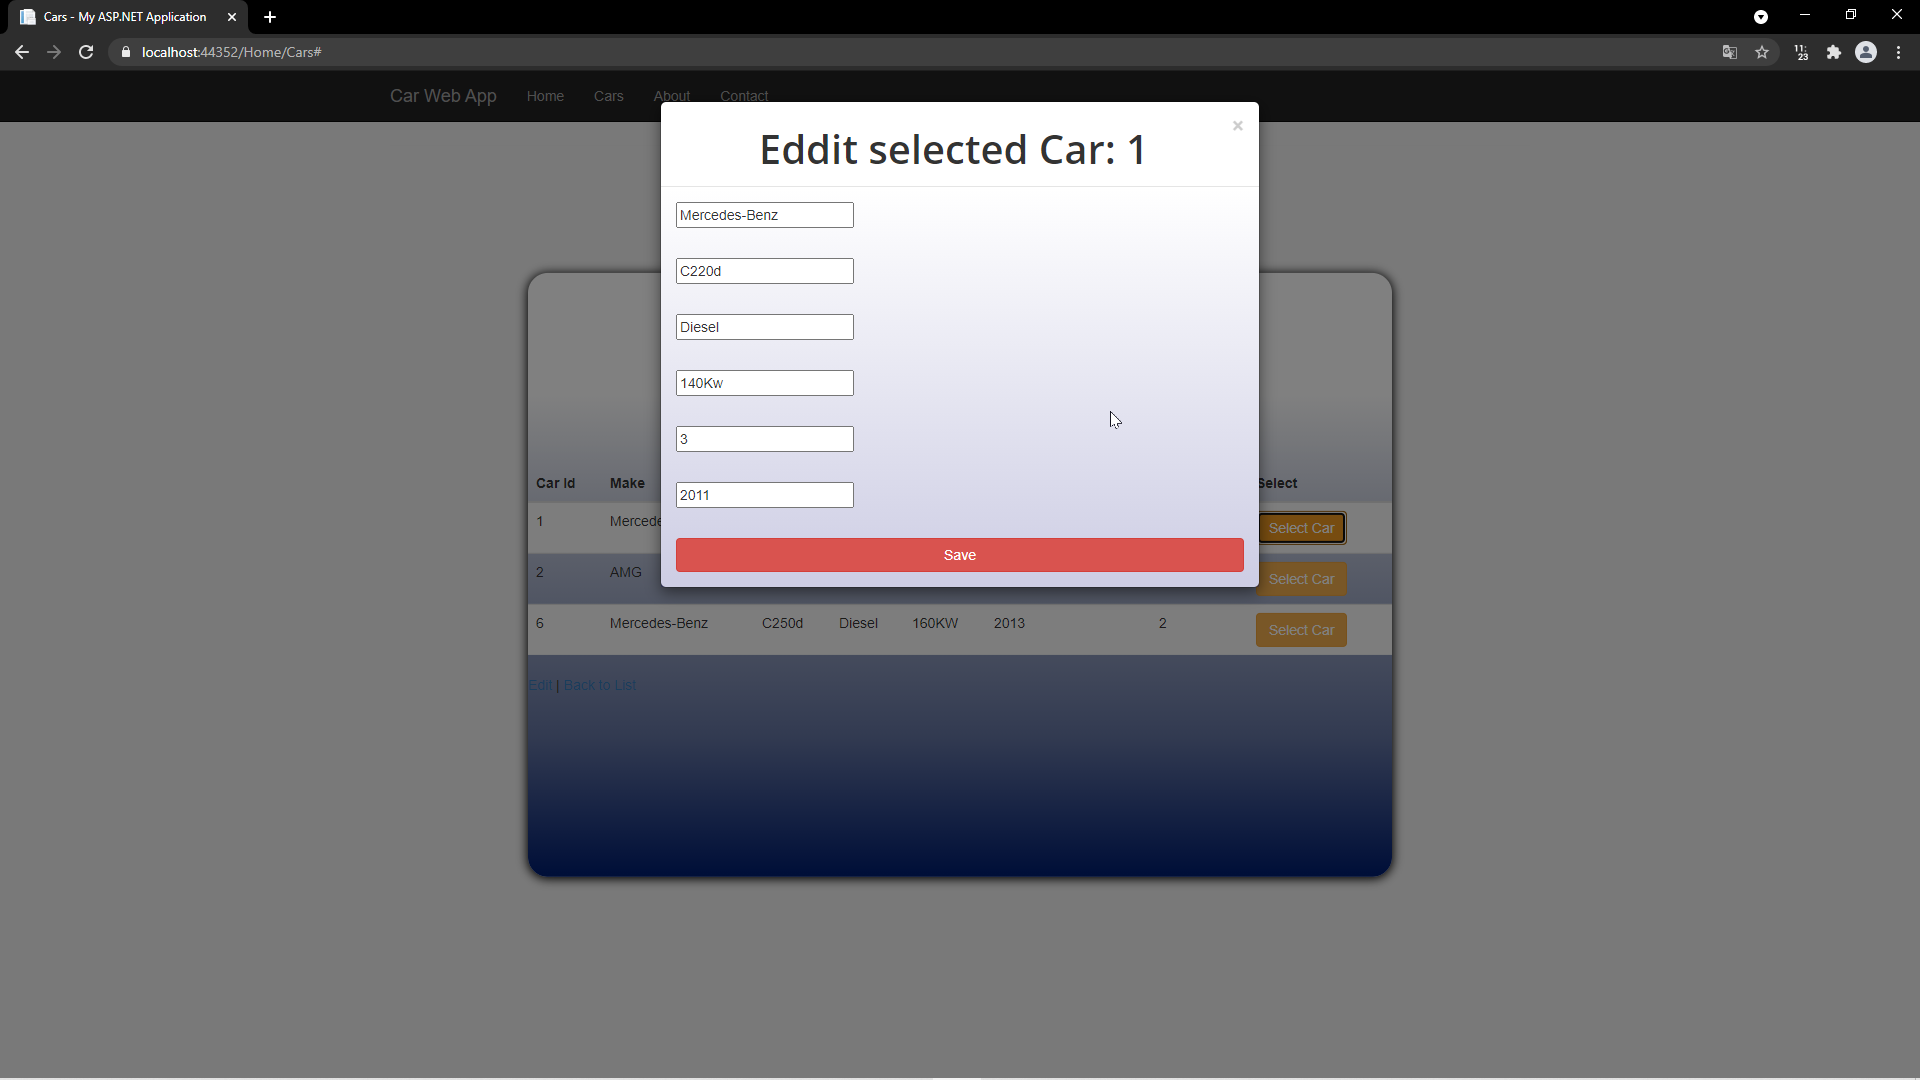 Cars - My ASP.NET Application
localhost:44352/Home/Cars#
11:
23
Car Web App Home Cars About Contact
×
Eddit selected Car: 1
Mercedes-Benz
C220d
Diesel
140Kw
3
2011
Save
Car Id Make Select
1 Mercede Select Car
2 AMG Select Car
6 Mercedes-Benz C250d Diesel 160KW 2013 2 Select Car
Edit | Back to List